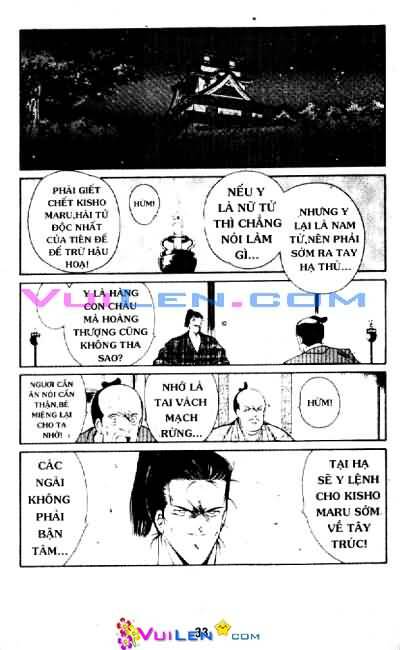 PHẢI GIẾT
CHẾT KISHO
MARU, HÀI TỬ
ĐỘC NHẤT
CỦA TIÊN ĐẾ
ĐỂ TRỪ HẬU
HOẠ!
HỪM!
NẾU Y
LÀ NỮ TỬ
THÌ CHẲNG
NÓI LÀM
GÌ...
NHƯNG Y
LẠI LÀ NAM
TỬ, NÊN PHẢI
SỚM RA TAY
HẠ THỦ...
VUILEN.COM
Y LÀ HÀNG
CON CHÁU
MÀ HOÀNG
THƯỢNG CŨNG
KHÔNG THA
SAO?
NGƯƠI CẨN
ĂN NÓI CẨN
THẬN, BẺ
MIỆNG LẠI
CHO TA
NHỜ!
NHỚ LÀ
TAI VÁCH
MẠCH
RỪNG...
HỪM!
CÁC
NGÀI
KHÔNG
PHẢI
BẬN
TÂM...
TẠI HẠ
SẼ Y LỆNH
CHO KISHO
MARU SỚM
VỀ TÂY
TRÚC!
33
VUILEN.COM